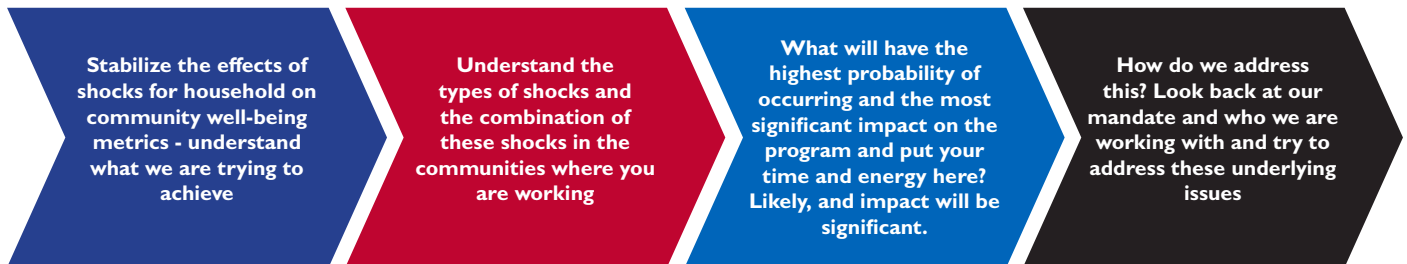 Stabilize the effects of
shocks for household on
community well-being
metrics - understand
what we are trying to
achieve
Understand the
types of shocks and
the combination of
these shocks in the
communities where you
are working
What will have the
highest probability of
occurring and the most
significant impact on the
program and put your
time and energy here?
Likely, and impact will be
significant.
How do we address
this? Look back at our
mandate and who we are
working with and try to
address these underlying
issues